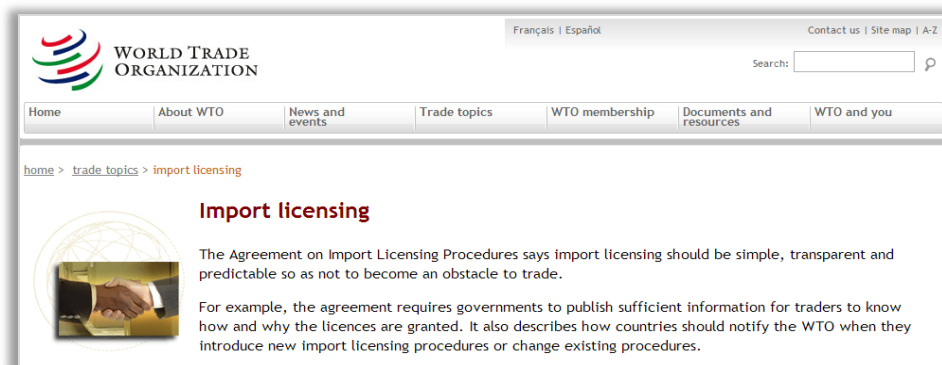 Français | Español
Contact us | Site map | A-Z
WORLD TRADE
ORGANIZATION
Search:
Home
About WTO
News and
events
Trade topics
WTO membership
Documents and
resources
WTO and you
home > trade topics > import licensing
Import licensing
The Agreement on Import Licensing Procedures says import licensing should be simple, transparent and
predictable so as not to become an obstacle to trade.
For example, the agreement requires governments to publish sufficient information for traders to know
how and why the licences are granted. It also describes how countries should notify the WTO when they
introduce new import licensing procedures or change existing procedures.